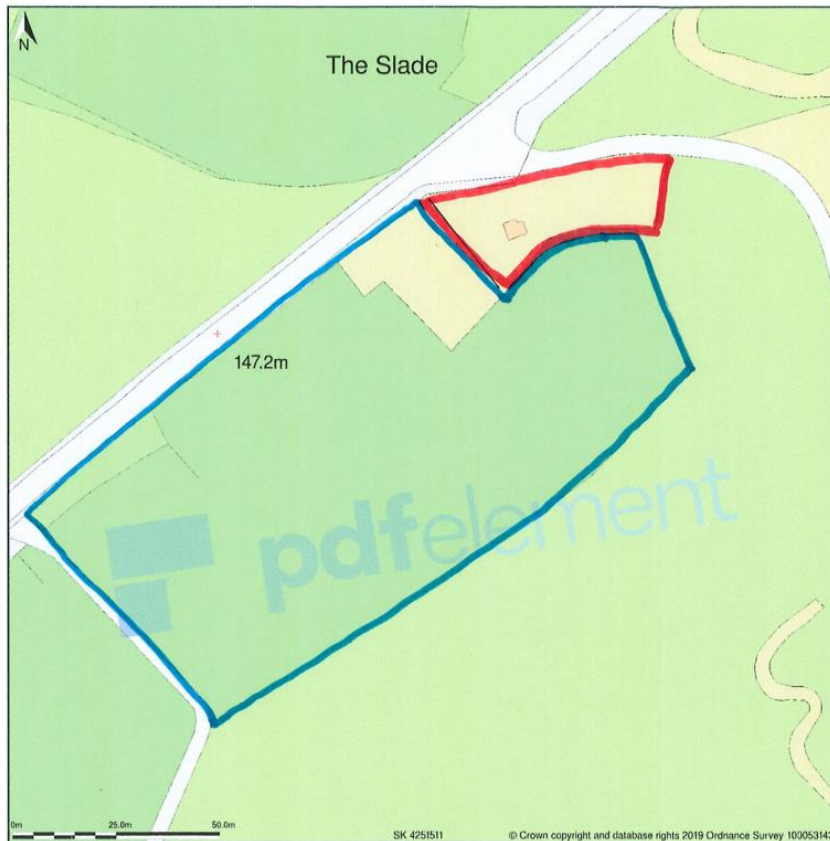 N
The Slade
147.2m
pdfelement
0m 25.0m 50.0m
SK 4251511 © Crown copyright and database rights 2019 Ordnance Survey 10005314